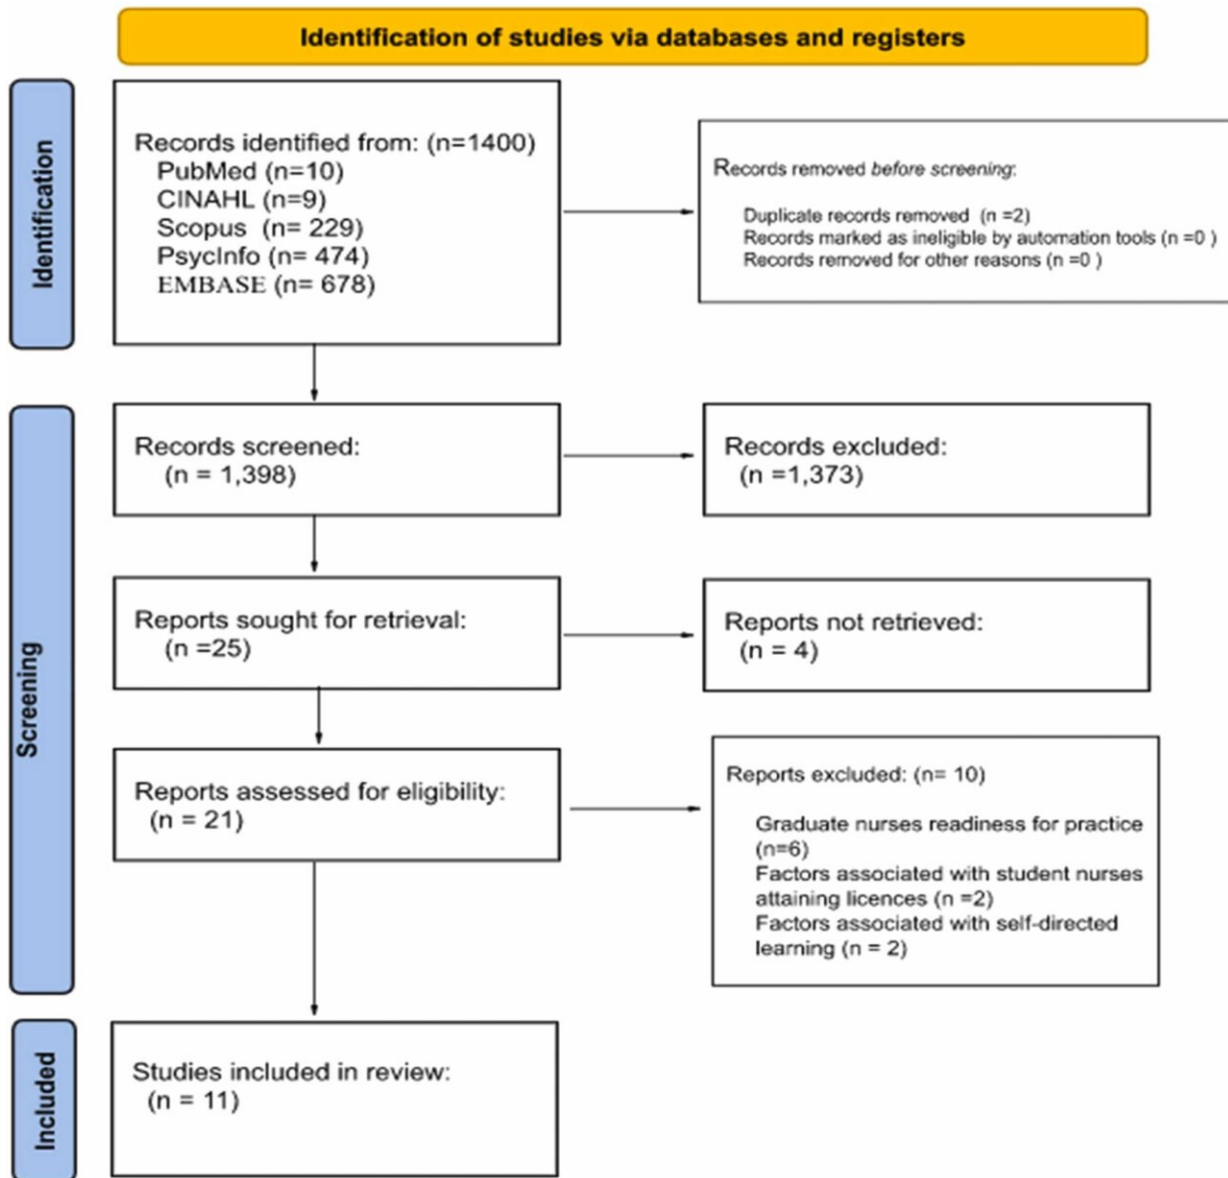 Identification of studies via databases and registers
Identification
Records identified from: (n=1400)
PubMed (n=10)
CINAHL (n=9)
Scopus (n= 229)
PsycInfo (n= 474)
EMBASE (n= 678)
Records removed before screening:
Duplicate records removed (n =2)
Records marked as ineligible by automation tools (n =0 )
Records removed for other reasons (n =0 )
Screening
Records screened:
(n = 1,398)
Records excluded:
(n =1,373)
Reports sought for retrieval:
(n =25)
Reports not retrieved:
(n = 4)
Reports assessed for eligibility:
(n = 21)
Reports excluded: (n= 10)
Graduate nurses readiness for practice
(n=6)
Factors associated with student nurses
attaining licences (n =2)
Factors associated with self-directed
learning (n = 2)
Included
Studies included in review:
(n = 11)